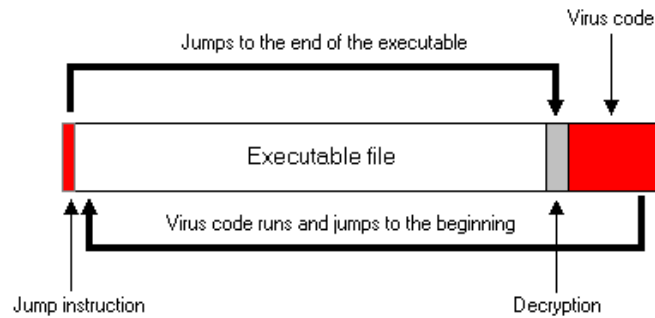 Virus code
Jumps to the end of the executable
Executable file
Virus code runs and jumps to the beginning
Jump instruction
Decryption